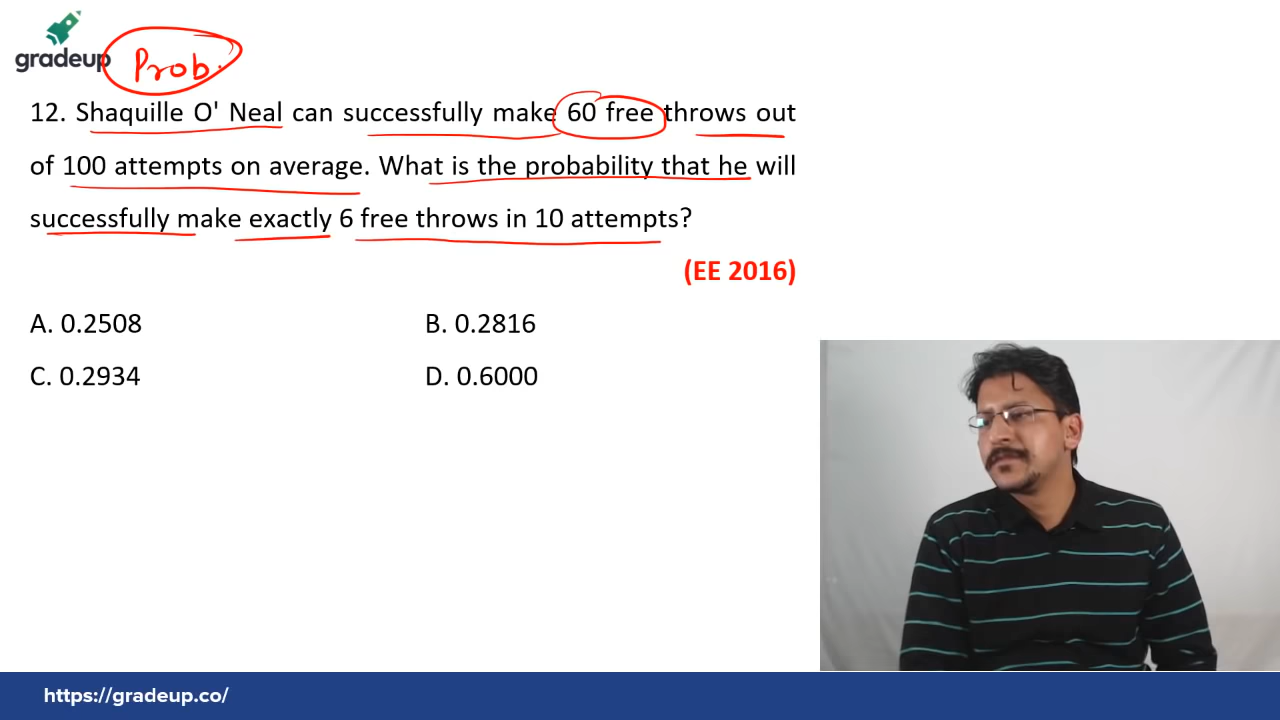 gradeup
Prob.
12. Shaquille O' Neal can successfully make 60 free throws out
of 100 attempts on average. What is the probability that he will
successfully make exactly 6 free throws in 10 attempts?
(EE 2016)
A. 0.2508 B. 0.2816
C. 0.2934 D. 0.6000
https://gradeup.co/